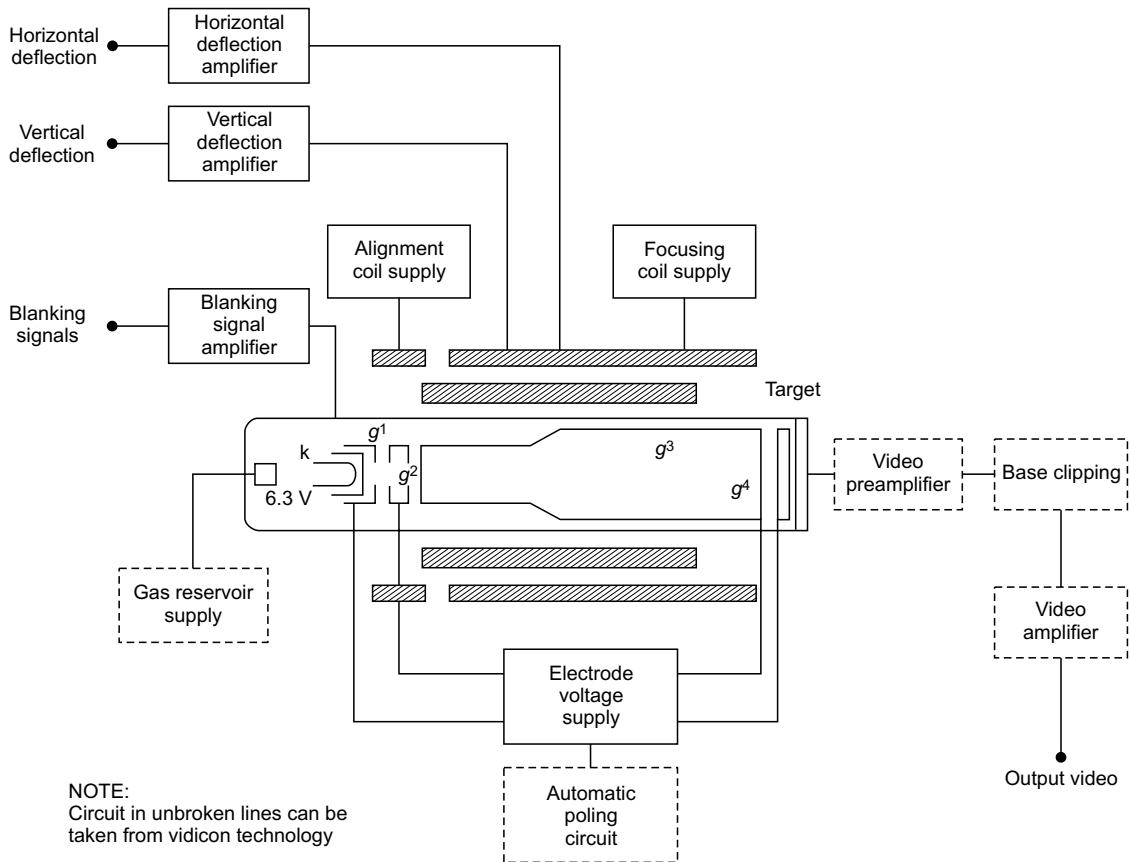 Horizontal
deflection
Horizontal
deflection
amplifier
Vertical
deflection
Vertical
deflection
amplifier
Alignment
coil supply
Focusing
coil supply
Blanking
signals
Blanking
signal
amplifier
Target
g1
k
g2
g3
g4
6.3 V
Video
preamplifier
Base clipping
Gas reservoir
supply
Video
amplifier
Electrode
voltage
supply
Output video
NOTE:
Circuit in unbroken lines can be
taken from vidicon technology
Automatic
poling
circuit